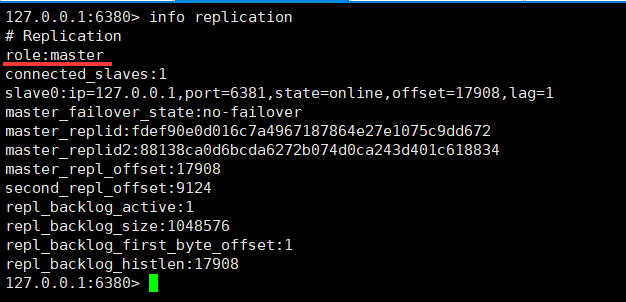 127.0.0.1:6380> info replication
# Replication
role:master
connected_slaves:1
slave0:ip=127.0.0.1,port=6381,state=online,offset=17908,lag=1
master_failover_state:no-failover
master_replid:fdef90e0d016c7a4967187864e27e1075c9dd672
master_replid2:88138ca0d6bcda6272b074d0ca243d401c618834
master_repl_offset:17908
second_repl_offset:9124
repl_backlog_active:1
repl_backlog_size:1048576
repl_backlog_first_byte_offset:1
repl_backlog_histlen:17908
127.0.0.1:6380>